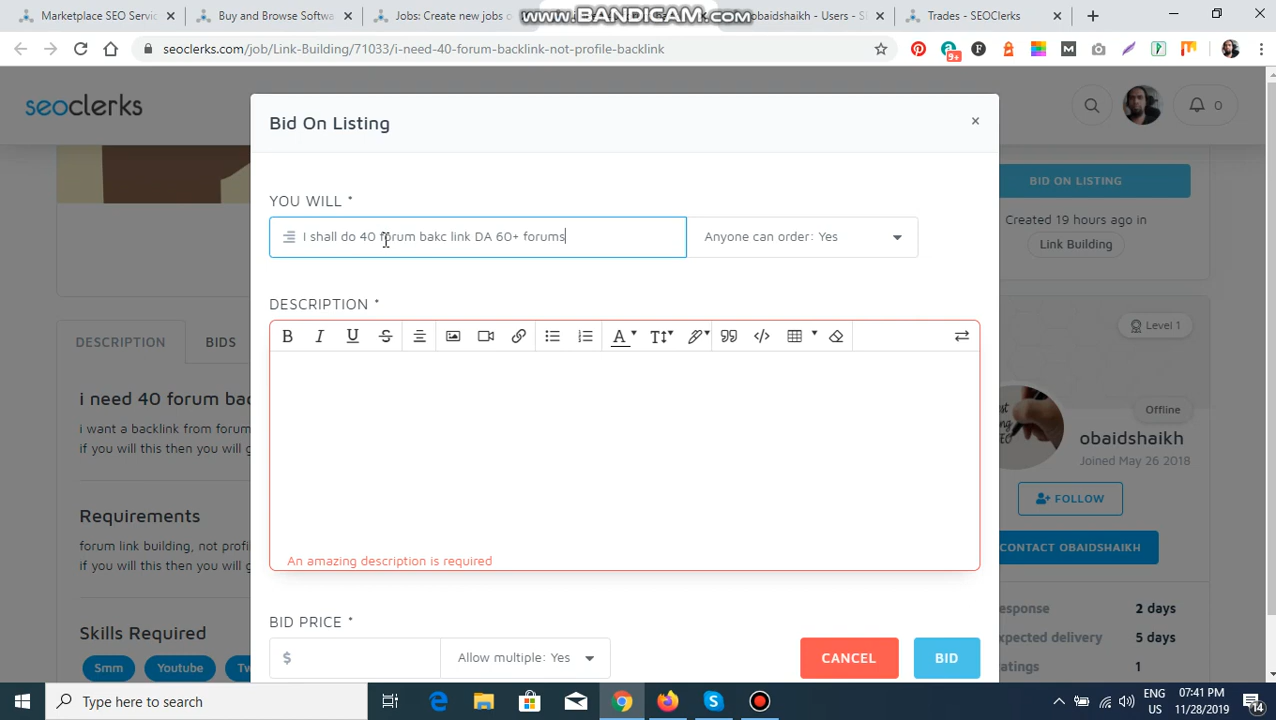 Marketplace SEO Servic
Buy and Browse Softwa
Jobs: Create new jobs o
www.BANDICAM.com
obaidshaikh - Users - S
Trades - SEOClerks
seoclerks.com/job/Link-Building/71033/i-need-40-forum-backlink-not-profile-backlink
9+
seoclerks
0
Bid On Listing
×
YOU WILL *
I shall do 40 forum bakc link DA 60+ forums
Anyone can order: Yes
BID ON LISTING
Created 19 hours ago in
Link Building
DESCRIPTION *
An amazing description is required
DESCRIPTION
BIDS
Level 1
i need 40 forum bac
i want a backlink from forum
if you will this then you will
Offline
obaidshaikh
Joined May 26 2018
FOLLOW
Requirements
forum link building, not profi
if you will this then you will g
CONTACT OBAIDSHAIKH
BID PRICE *
$
Allow multiple: Yes
CANCEL
BID
esponse
2 days
xpected delivery
5 days
atings
1
Skills Required
Smm
Youtube
Tw
Type here to search
ENG
US
07:41 PM
11/28/2019
14